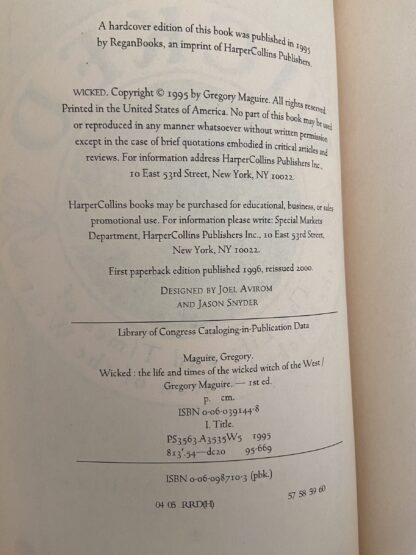 A hardcover edition of this book was published in 1995
by ReganBooks, an imprint of HarperCollins Publishers.
WICKED. Copyright © 1995 by Gregory Maguire. All rights reserved.
Printed in the United States of America. No part of this book may be used
or reproduced in any manner whatsoever without written permission
except in the case of brief quotations embodied in critical articles and
reviews. For information address HarperCollins Publishers Inc.,
10 East 53rd Street, New York, NY 10022.
HarperCollins books may be purchased for educational, business, or sales
promotional use. For information please write: Special Markets
Department, HarperCollins Publishers Inc., 10 East 53rd Street,
New York, NY 10022.
First paperback edition published 1996, reissued 2000.
DESIGNED BY JOEL AVIROM
AND JASON SNYDER
Library of Congress Cataloging-in-Publication Data
Maguire, Gregory.
Wicked : the life and times of the wicked witch of the West /
Gregory Maguire. — 1st ed.
p. cm.
ISBN 0-06-039144-8
I. Title.
PS3563.A3535W5 1995
813'.54—dc20 95-669
ISBN 0-06-098710-3 (pbk.)
04 05 RRD(H) 57 58 59 60